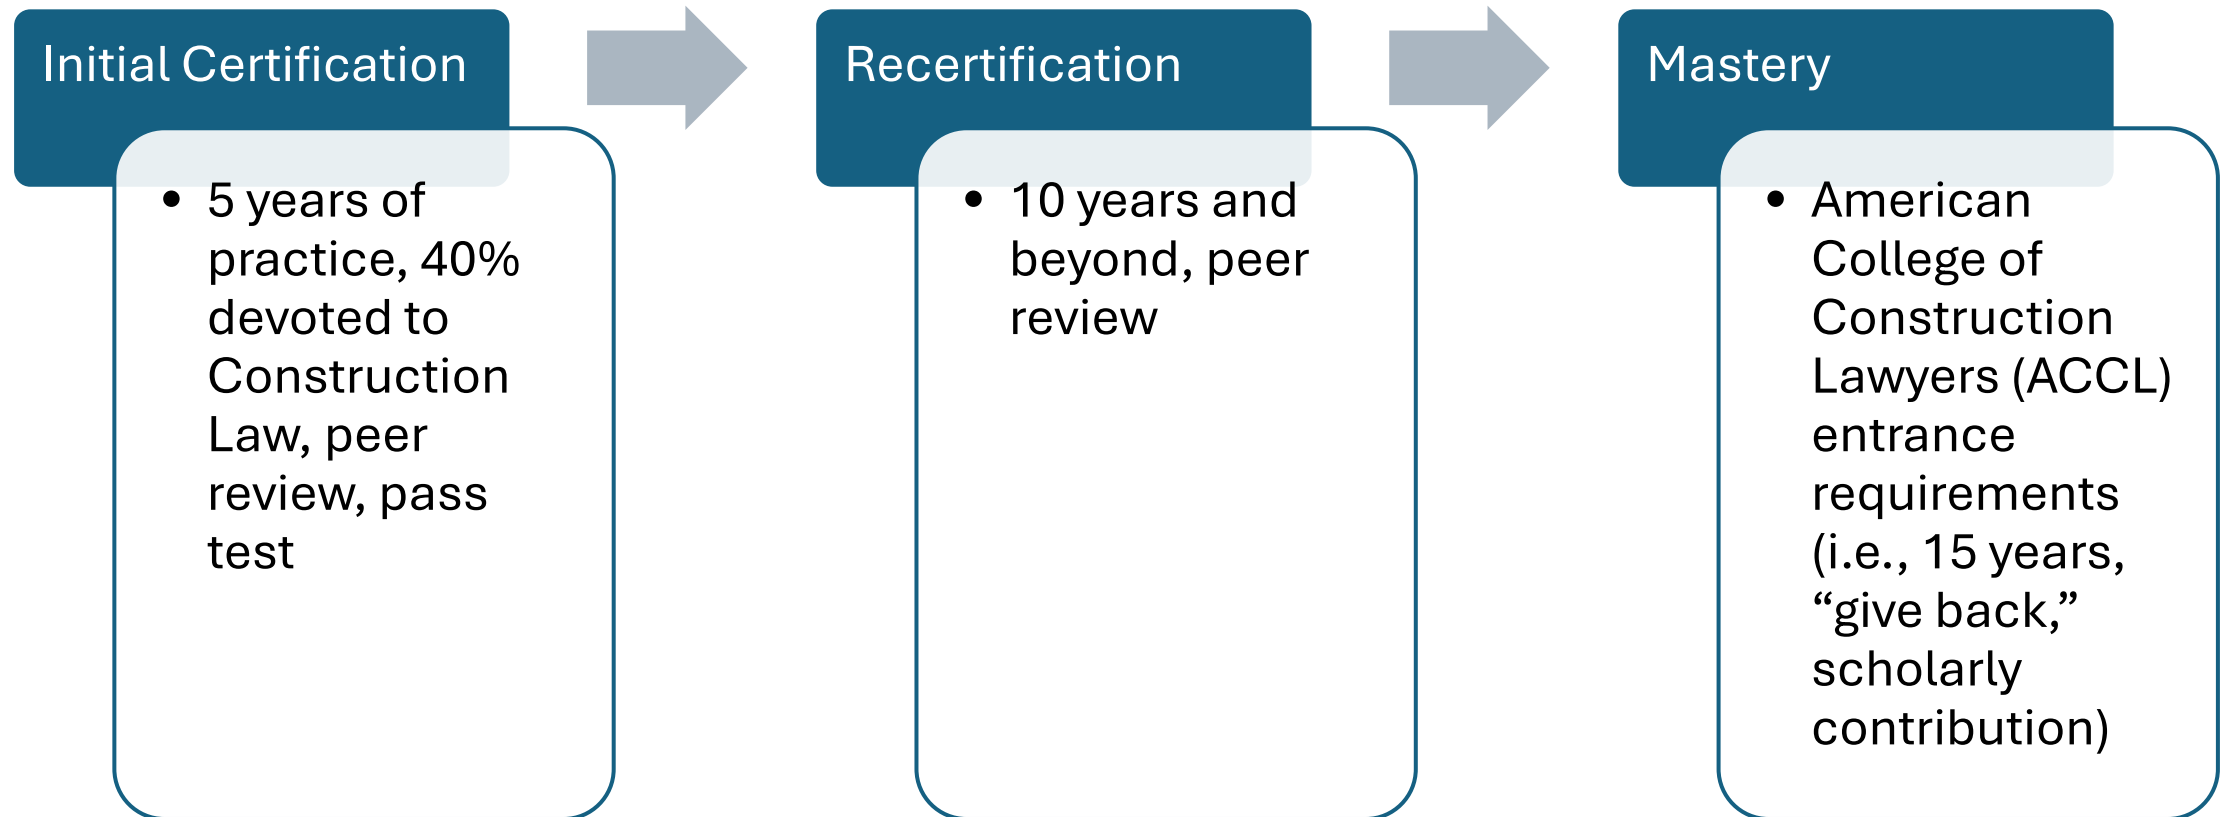 Initial Certification
• 5 years of
practice, 40%
devoted to
Construction
Law, peer
review, pass
test
Recertification
• 10 years and
beyond, peer
review
Mastery
• American
College of
Construction
Lawyers (ACCL)
entrance
requirements
(i.e., 15 years,
“give back,”
scholarly
contribution)